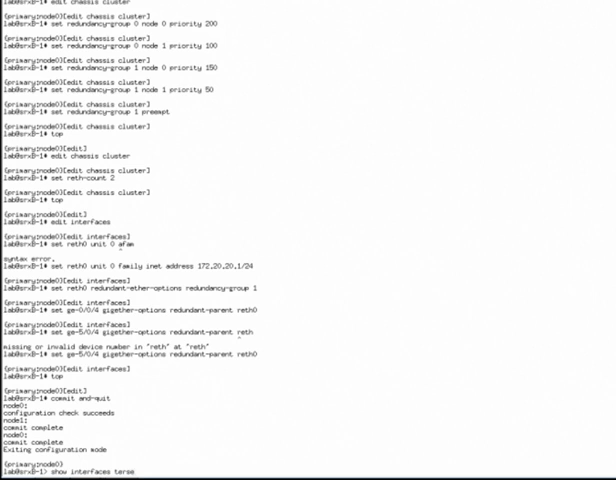 lab@srxB-1# edit chassis cluster
{primary:node0}[edit chassis cluster]
lab@srxB-1# set redundancy-group 0 node 0 priority 200
{primary:node0}[edit chassis cluster]
lab@srxB-1# set redundancy-group 0 node 1 priority 100
{primary:node0}[edit chassis cluster]
lab@srxB-1# set redundancy-group 1 node 0 priority 150
{primary:node0}[edit chassis cluster]
lab@srxB-1# set redundancy-group 1 node 1 priority 50
{primary:node0}[edit chassis cluster]
lab@srxB-1# set redundancy-group 1 preempt
{primary:node0}[edit chassis cluster]
lab@srxB-1# top
{primary:node0}[edit]
lab@srxB-1# edit chassis cluster
{primary:node0}[edit chassis cluster]
lab@srxB-1# set reth-count 2
{primary:node0}[edit chassis cluster]
lab@srxB-1# top
{primary:node0}[edit]
lab@srxB-1# edit interfaces
{primary:node0}[edit interfaces]
lab@srxB-1# set reth0 unit 0 afam
^
syntax error.
lab@srxB-1# set reth0 unit 0 family inet address 172.20.20.1/24
{primary:node0}[edit interfaces]
lab@srxB-1# set reth0 redundant-ether-options redundancy-group 1
{primary:node0}[edit interfaces]
lab@srxB-1# set ge-0/0/4 gigether-options redundant-parent reth0
{primary:node0}[edit interfaces]
lab@srxB-1# set ge-5/0/4 gigether-options redundant-parent reth
^
missing or invalid device number in "reth" at "reth"
lab@srxB-1# set ge-5/0/4 gigether-options redundant-parent reth0
{primary:node0}[edit interfaces]
lab@srxB-1# top
{primary:node0}[edit]
lab@srxB-1# commit and-quit
node0:
configuration check succeeds
node1:
commit complete
node0:
commit complete
Exiting configuration mode
{primary:node0}
lab@srxB-1> show interfaces terse